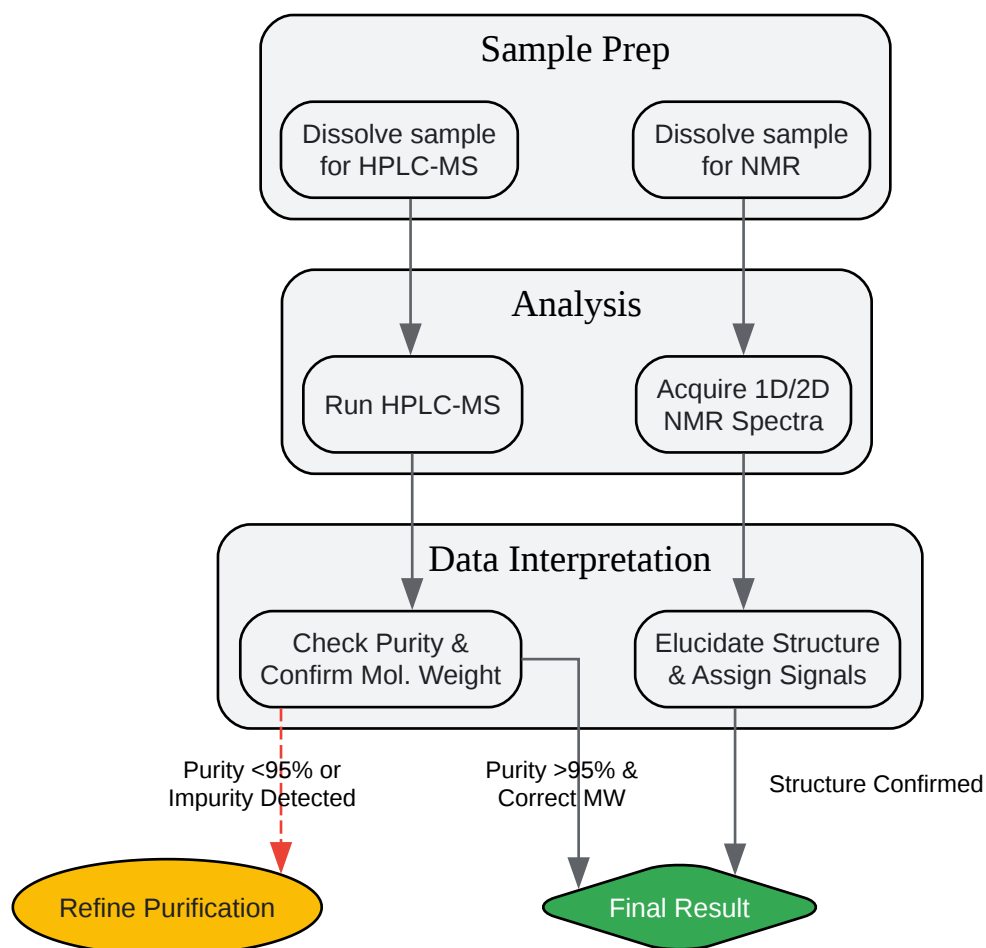 Sample Prep
Dissolve sample
for HPLC-MS
Dissolve sample
for NMR
Analysis
Run HPLC-MS
Acquire 1D/2D
NMR Spectra
Data Interpretation
Check Purity &
Confirm Mol. Weight
Elucidate Structure
& Assign Signals
Purity <95% or
Impurity Detected
Purity >95% &
Correct MW
Structure Confirmed
Refine Purification
Final Result